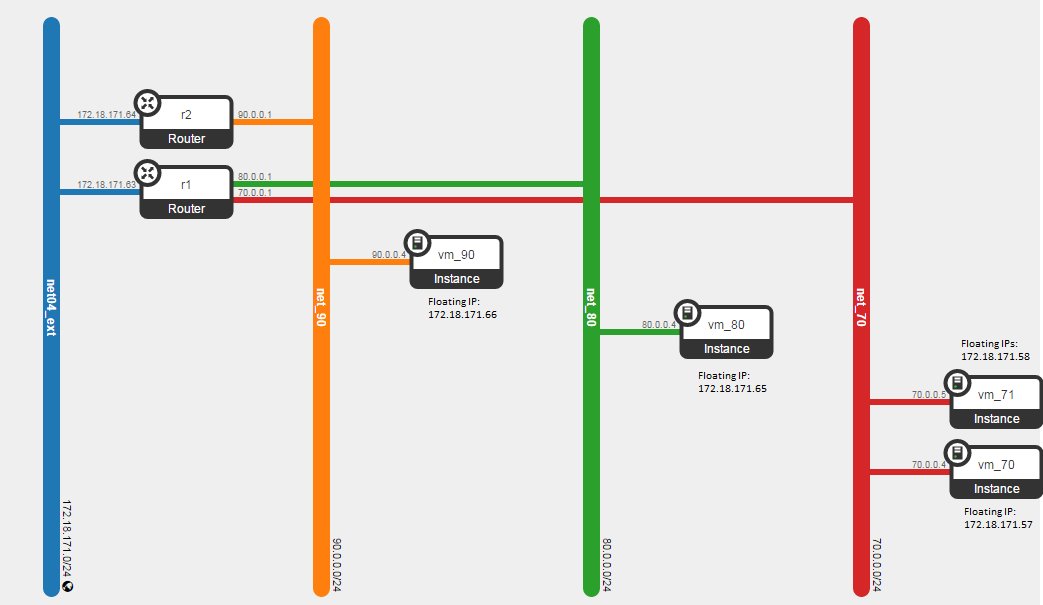 172.18.171.64
r2
Router
90.0.0.1
172.18.171.63
r1
Router
80.0.0.1
70.0.0.1
90.0.0.4
vm_90
Instance
Floating IP:
172.18.171.66
80.0.0.4
vm_80
Instance
Floating IP:
172.18.171.65
Floating IPs:
172.18.171.58
70.0.0.5
vm_71
Instance
70.0.0.4
vm_70
Instance
Floating IP:
172.18.171.57
net04_ext
net_90
net_80
net_70
172.18.171.0/24
90.0.0.0/24
80.0.0.0/24
70.0.0.0/24